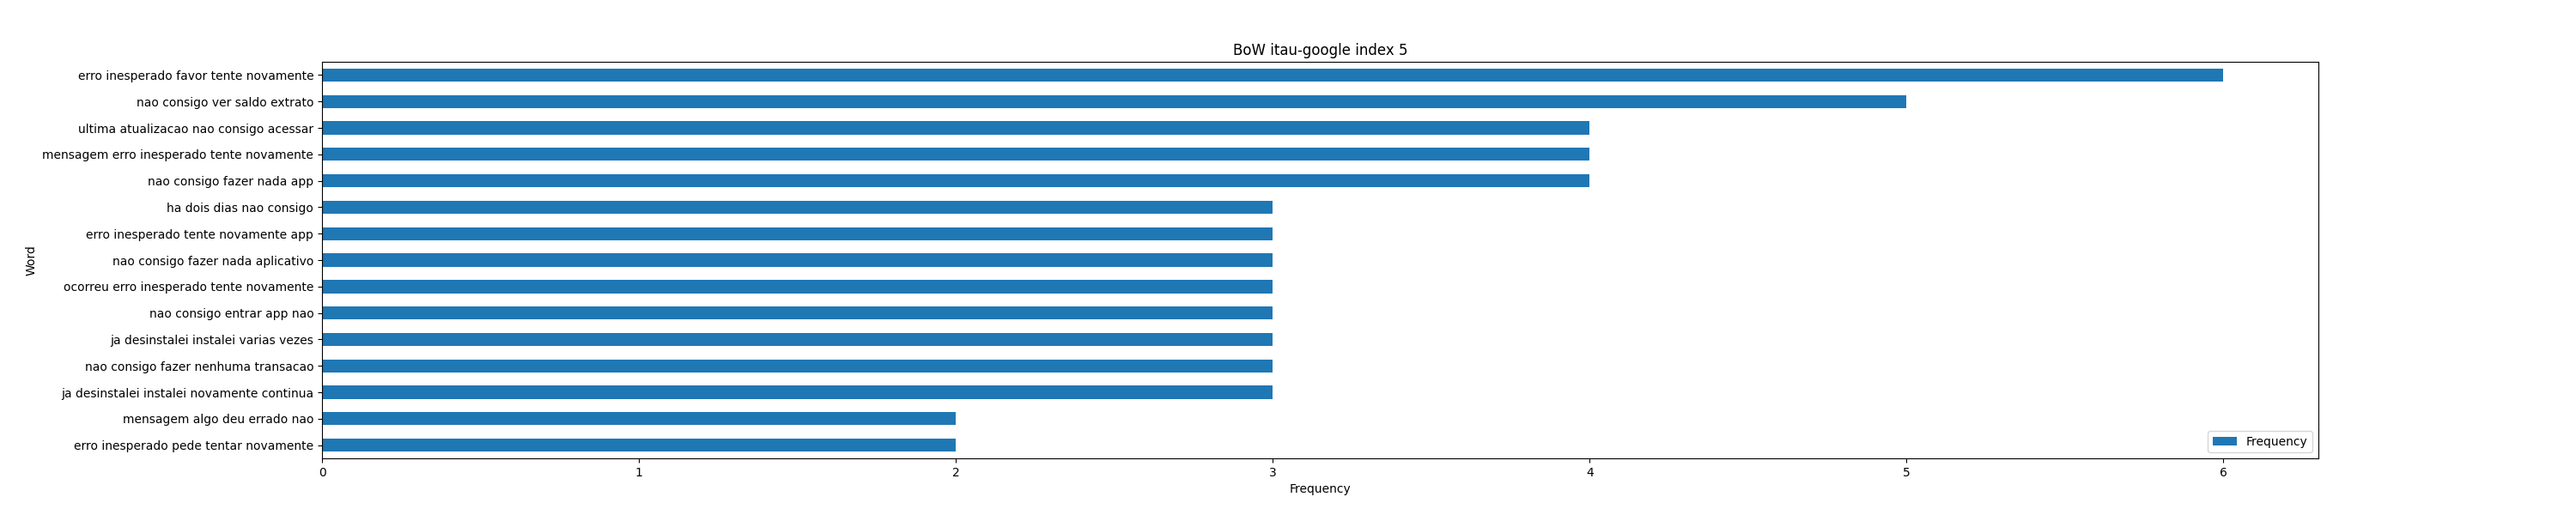 BoW itau-google index 5
erro inesperado favor tente novamente
nao consigo ver saldo extrato
ultima atualizacao nao consigo acessar
mensagem erro inesperado tente novamente
nao consigo fazer nada app
ha dois dias nao consigo
erro inesperado tente novamente app
nao consigo fazer nada aplicativo
ocorreu erro inesperado tente novamente
nao consigo entrar app nao
ja desinstalei instalei varias vezes
nao consigo fazer nenhuma transacao
ja desinstalei instalei novamente continua
mensagem algo deu errado nao
erro inesperado pede tentar novamente
Word
Frequency
0 1 2 3 4 5 6
Frequency